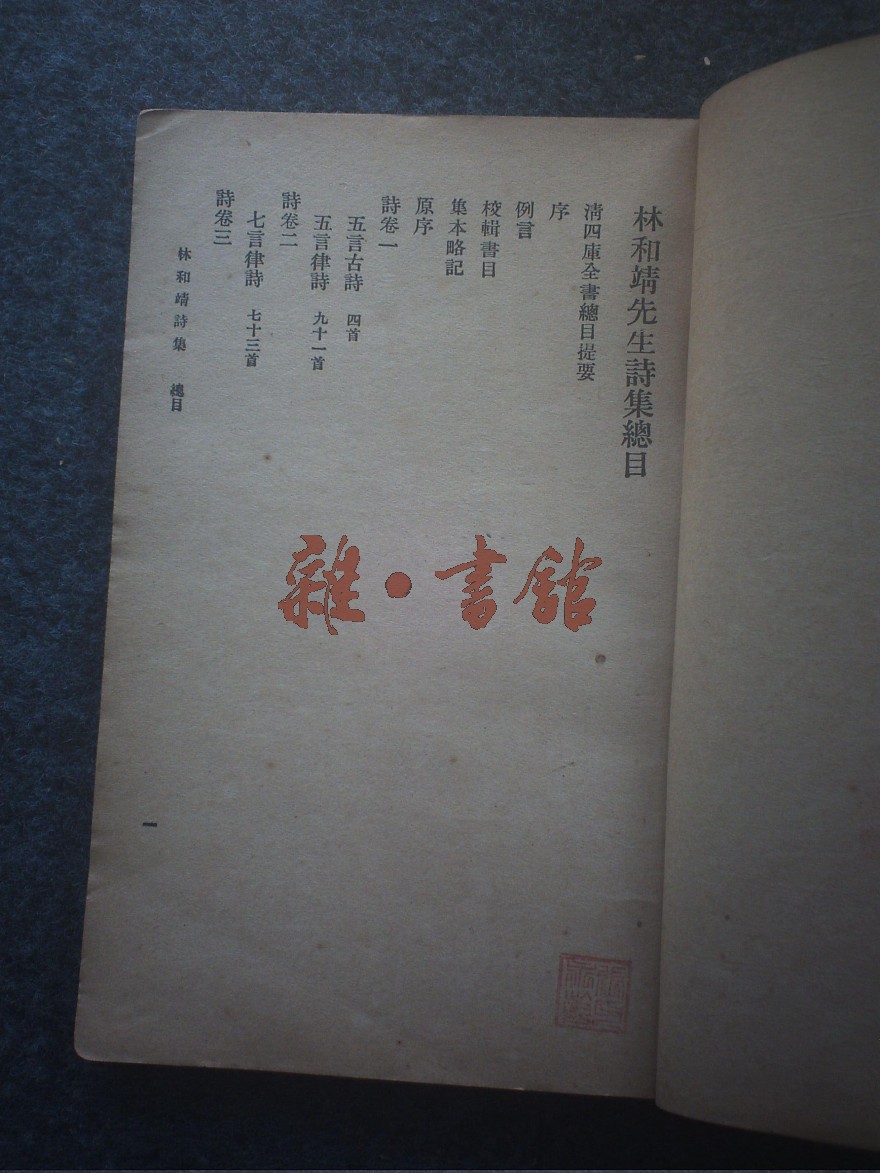 林和靖先生詩集總目
清四庫全書總目提要
序
例言
校輯書目
集本略記
原序
詩卷一
五言古詩 四首
五言律詩 九十一首
詩卷二
七言律詩 七十三首
詩卷三
林和靖詩集 總目
一
雜·書館